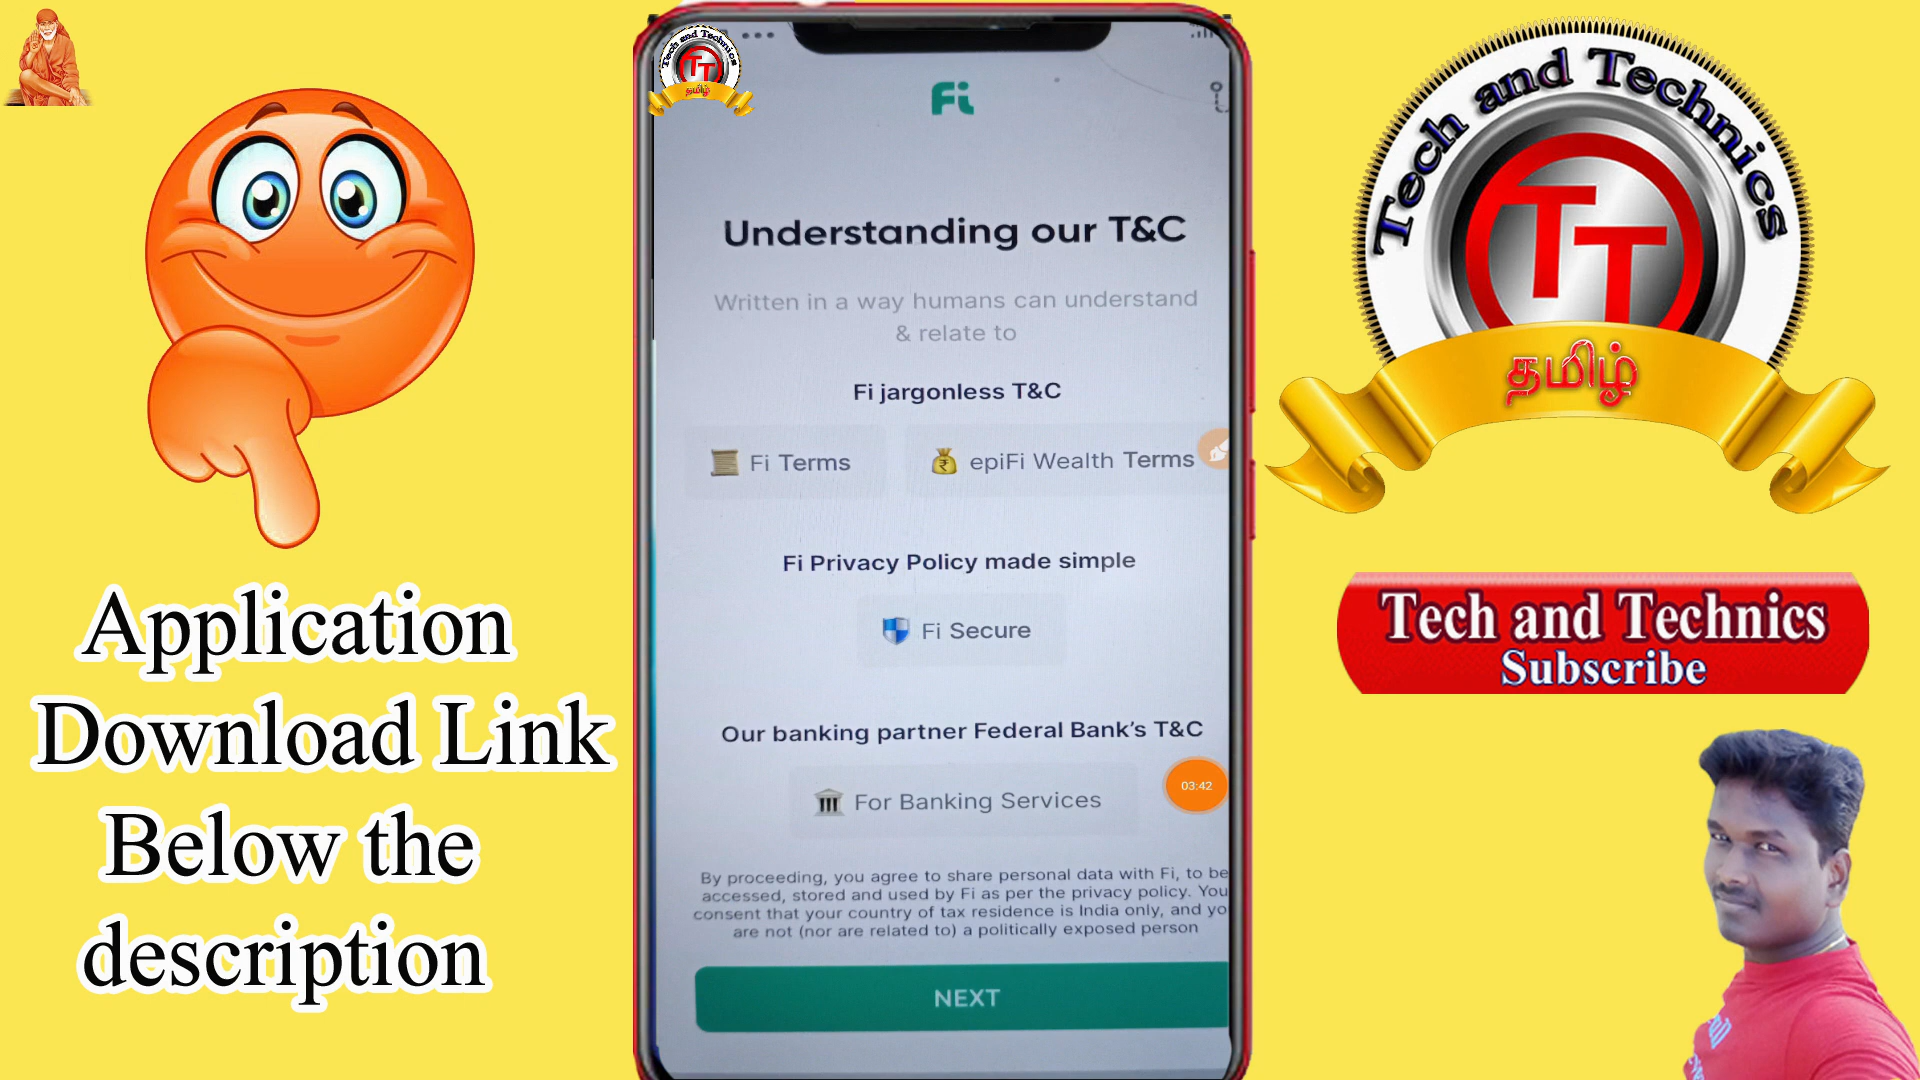 Application
Download Link
Below the
description
Tech and Technics
TT
தமிழ்
Fi
Understanding our T&C
Written in a way humans can understand
& relate to
Fi jargonless T&C
Fi Terms
epiFi Wealth Terms
Fi Privacy Policy made simple
Fi Secure
Our banking partner Federal Bank's T&C
For Banking Services
03:42
By proceeding, you agree to share personal data with Fi, to be
accessed, stored and used by Fi as per the privacy policy. You
consent that your country of tax residence is India only, and yo
are not (nor are related to) a politically exposed person
NEXT
Tech and Technics
TT
தமிழ்
Tech and Technics
Subscribe